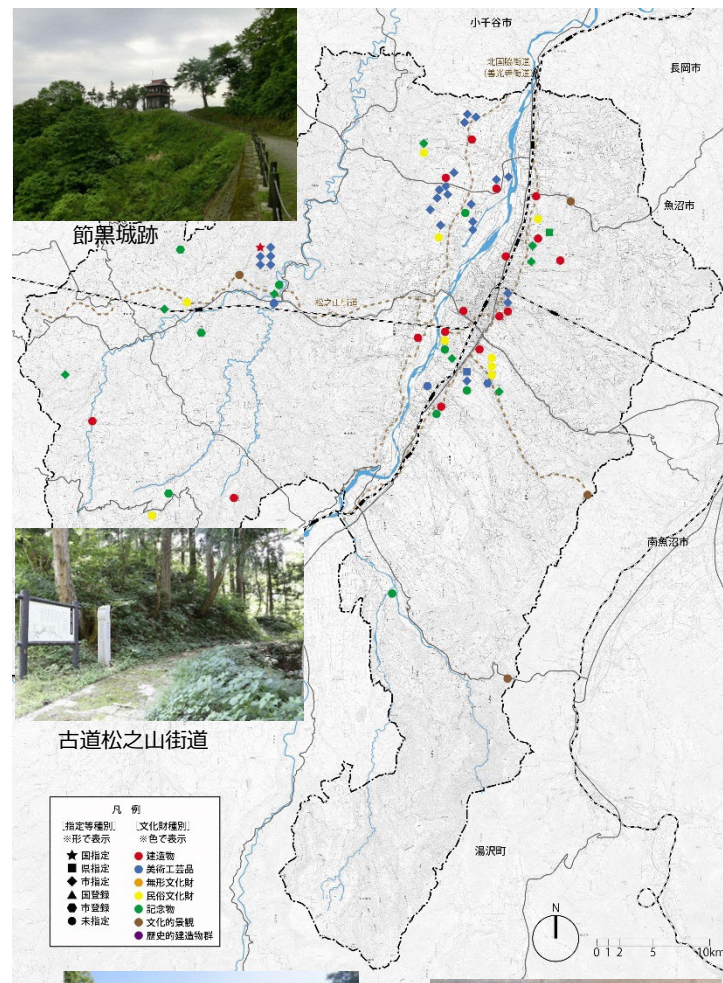 小千谷市
北国脇街道
(善光寺街道)
長岡市
魚沼市
節黒城跡
松之山街道
南魚沼市
古道松之山街道
湯沢町
凡 例
[指定等種別]
※形で表示
★国指定
■県指定
◆市指定
▲国登録
市登録
●未指定
[文化財種別]
※色で表示
●建造物
●美術工芸品
●無形文化財
●民俗文化財
●記念物
●文化的景観
●歴史的建造物群
N
0 1 2 5 10km